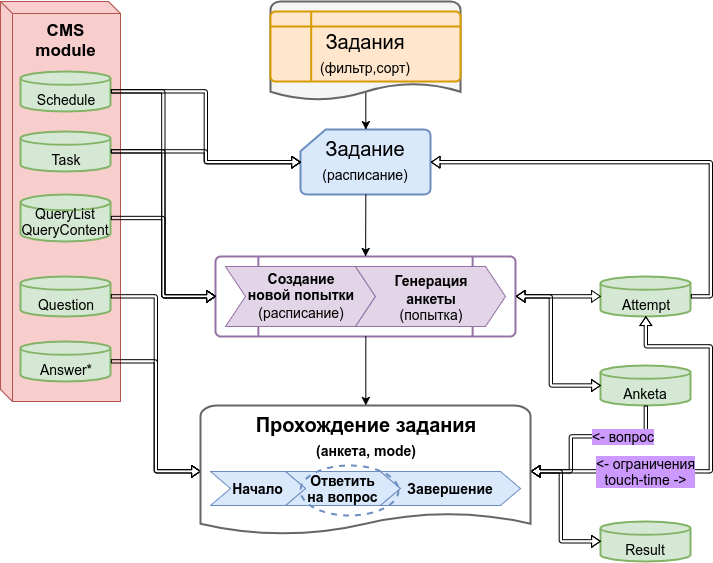 CMS
module
Schedule
Task
QueryList
QueryContent
Question
Answer*
Задания
(фильтр,сорт)
Задание
(расписание)
Создание
новой попытки
(расписание)
Генерация
анкеты
(попытка)
Attempt
Anketa
<- вопрос
<- ограничения
touch-time ->
Прохождение задания
(анкета, mode)
Начало
Ответить
на вопрос
Завершение
Result